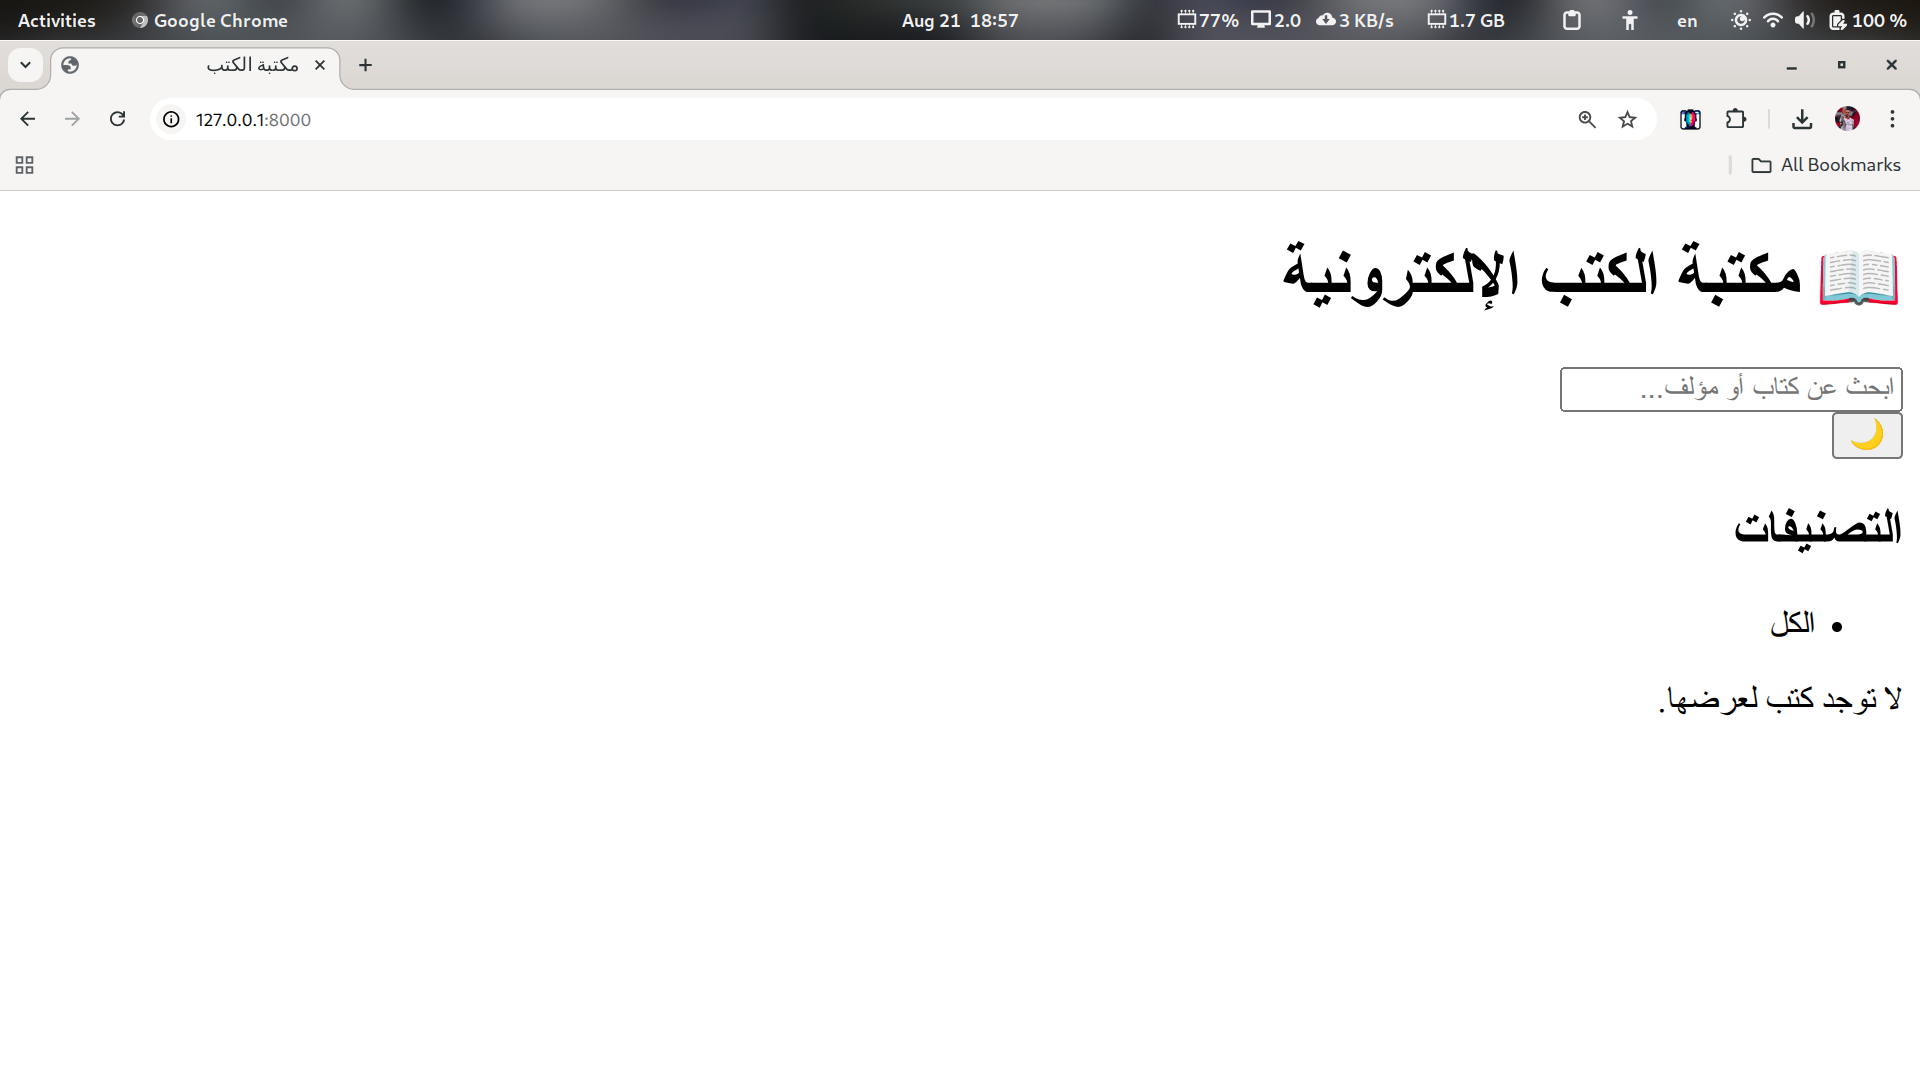 Activities Google Chrome Aug 21 18:57 77% 2.0 3 KB/s 1.7 GB en 100 %
مكتبة الكتب
127.0.0.1:8000
All Bookmarks
📖 مكتبة الكتب الإلكترونية
ابحث عن كتاب أو مؤلف...
🌙
التصنيفات
• الكل
لا توجد كتب لعرضها.